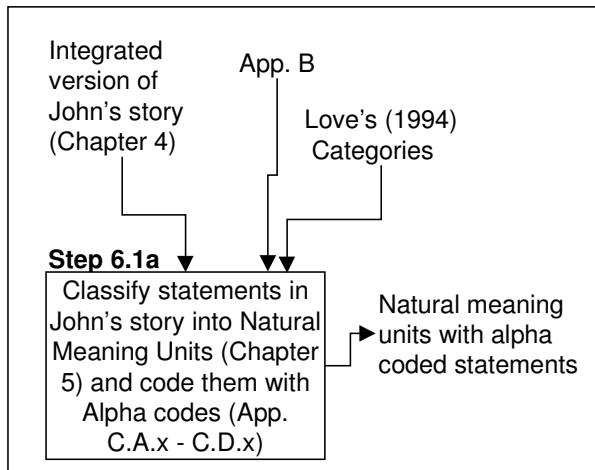 Integrated
version of
John's story
(Chapter 4)
App. B
Love's (1994)
Categories
Step 6.1a
Classify statements in
John's story into Natural
Meaning Units (Chapter
5) and code them with
Alpha codes (App.
C.A.x - C.D.x)
Natural meaning
units with alpha
coded statements